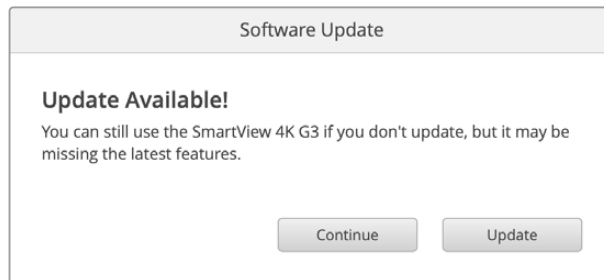 Software Update
Update Available!
You can still use the SmartView 4K G3 if you don't update, but it may be
missing the latest features.
Continue
Update